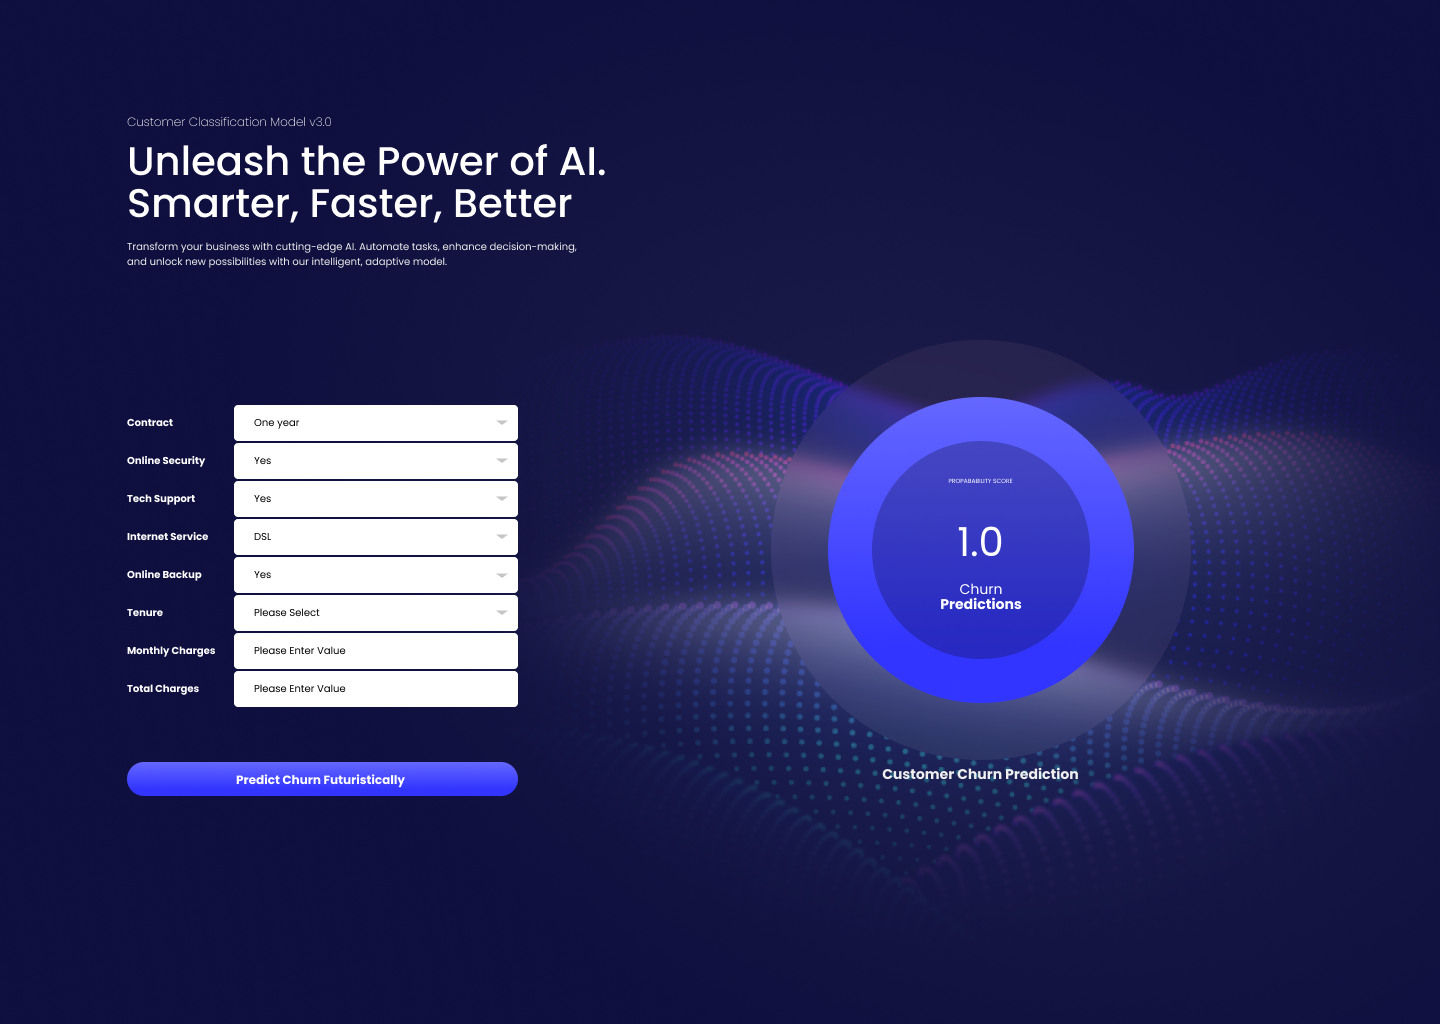 Customer Classification Model v3.0
Unleash the Power of AI.
Smarter, Faster, Better
Transform your business with cutting-edge AI. Automate tasks, enhance decision-making,
and unlock new possibilities with our intelligent, adaptive model.
Contract One year
Online Security Yes
Tech Support Yes
Internet Service DSL
Online Backup Yes
Tenure Please Select
Monthly Charges Please Enter Value
Total Charges Please Enter Value
Predict Churn Futuristically
PROPABABILITY SCORE
1.0
Churn
Predictions
Customer Churn Prediction